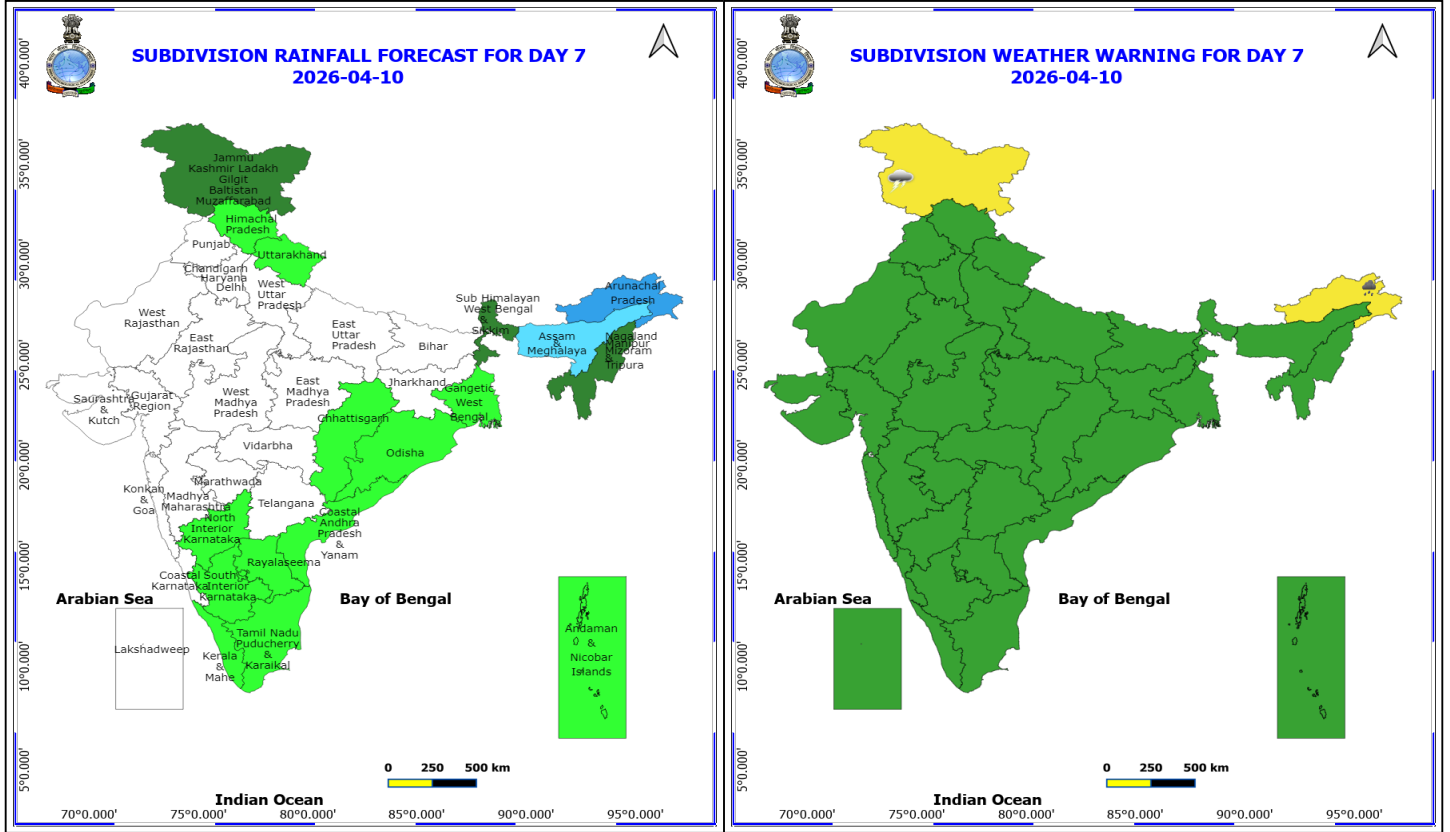 SUBDIVISION RAINFALL FORECAST FOR DAY 7
2026-04-10
40°0.000'
35°0.000'
30°0.000'
25°0.000'
20°0.000'
15°0.000'
10°0.000'
5°0.000'
Jammu
Kashmir Ladakh
Gilgit
Baltistan
Muzaffarabad
Himachal
Pradesh
Punjab
Uttarakhand
Chandigarh
Haryana
Delhi
West
Uttar
Pradesh
West
Rajasthan
East
Rajasthan
East
Uttar
Pradesh
Bihar
Sub Himalayan
West Bengal
&
Sikkim
Arunachal
Pradesh
Assam
&
Meghalaya
Nagaland
Manipur
Mizoram
&
Tripura
Saurashtra
&
Kutch
Gujarat
Region
West
Madhya
Pradesh
East
Madhya
Pradesh
Jharkhand
Gangetic
West
Bengal
Chhattisgarh
Odisha
Vidarbha
Konkan
&
Goa
Madhya
Maharashtra
Marathwada
Telangana
North
Interior
Karnataka
Coastal
Andhra
Pradesh
&
Yanam
Rayalaseema
Coastal
Karnataka
South
Interior
Karnataka
Arabian Sea
Bay of Bengal
Lakshadweep
Kerala
&
Mahe
Tamil Nadu
Puducherry
&
Karaikal
Andaman
&
Nicobar
Islands
0 250 500 km
Indian Ocean
70°0.000' 75°0.000' 80°0.000' 85°0.000' 90°0.000' 95°0.000'
SUBDIVISION WEATHER WARNING FOR DAY 7
2026-04-10
40°0.000'
35°0.000'
30°0.000'
25°0.000'
20°0.000'
15°0.000'
10°0.000'
5°0.000'
Arabian Sea
Bay of Bengal
0 250 500 km
Indian Ocean
70°0.000' 75°0.000' 80°0.000' 85°0.000' 90°0.000' 95°0.000'